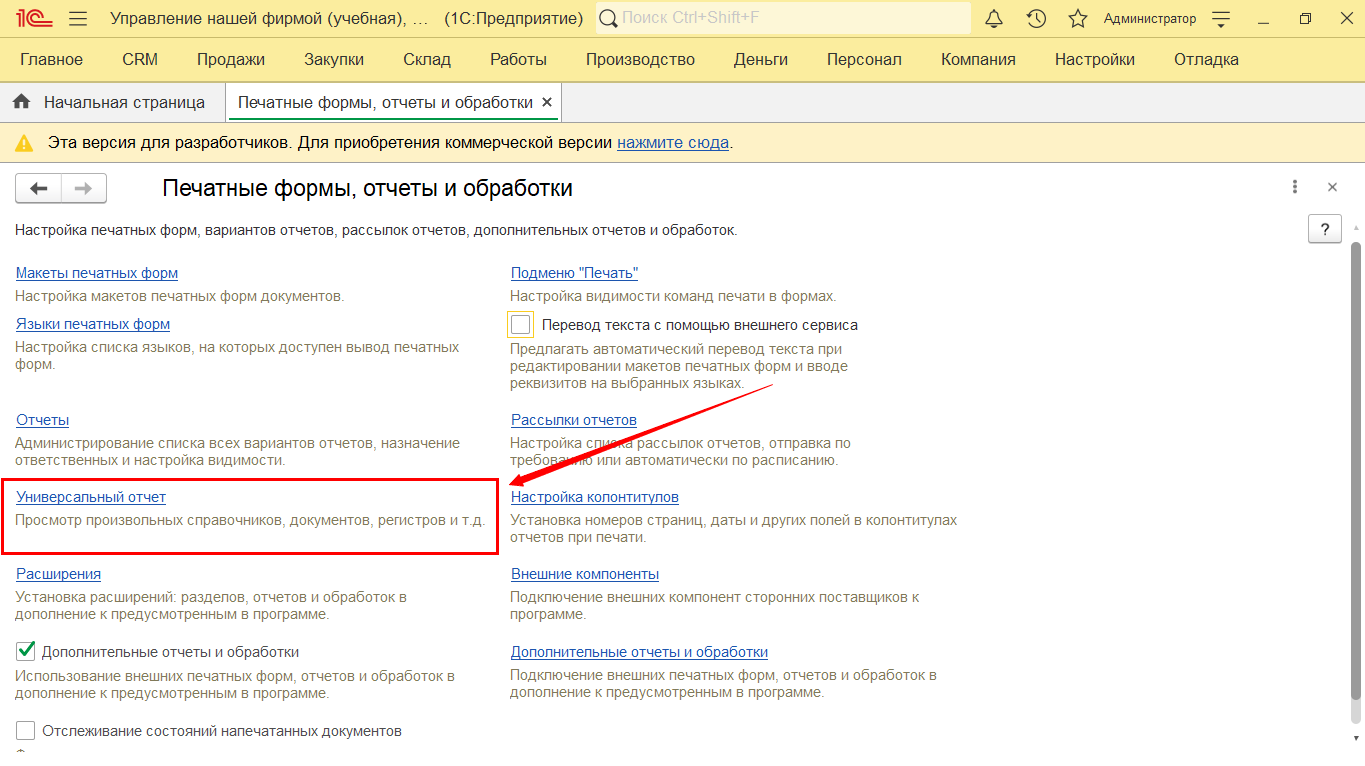 1С Управление нашей фирмой (учебная), ... (1С:Предприятие) Поиск Ctrl+Shift+F Администратор
Главное CRM Продажи Закупки Склад Работы Производство Деньги Персонал Компания Настройки Отладка
Начальная страница Печатные формы, отчеты и обработки ×
Эта версия для разработчиков. Для приобретения коммерческой версии нажмите сюда.
Печатные формы, отчеты и обработки
Настройка печатных форм, вариантов отчетов, рассылок отчетов, дополнительных отчетов и обработок.
?
Макеты печатных форм
Настройка макетов печатных форм документов.
Подменю "Печать"
Настройка видимости команд печати в формах.
Языки печатных форм
Настройка списка языков, на которых доступен вывод печатных
форм.
Перевод текста с помощью внешнего сервиса
Предлагать автоматический перевод текста при
редактировании макетов печатных форм и вводе
реквизитов на выбранных языках.
Отчеты
Администрирование списка всех вариантов отчетов, назначение
ответственных и настройка видимости.
Рассылки отчетов
Настройка списка рассылок отчетов, отправка по
требованию или автоматически по расписанию.
Универсальный отчет
Просмотр произвольных справочников, документов, регистров и т.д.
Настройка колонтитулов
Установка номеров страниц, даты и других полей в колонтитулах
отчетов при печати.
Расширения
Установка расширений: разделов, отчетов и обработок в
дополнение к предусмотренным в программе.
Внешние компоненты
Подключение внешних компонент сторонних поставщиков к
программе.
Дополнительные отчеты и обработки
Использование внешних печатных форм, отчетов и обработок в
дополнение к предусмотренным в программе.
Дополнительные отчеты и обработки
Подключение внешних печатных форм, отчетов и обработок в
дополнение к предусмотренным в программе.
Отслеживание состояний напечатанных документов